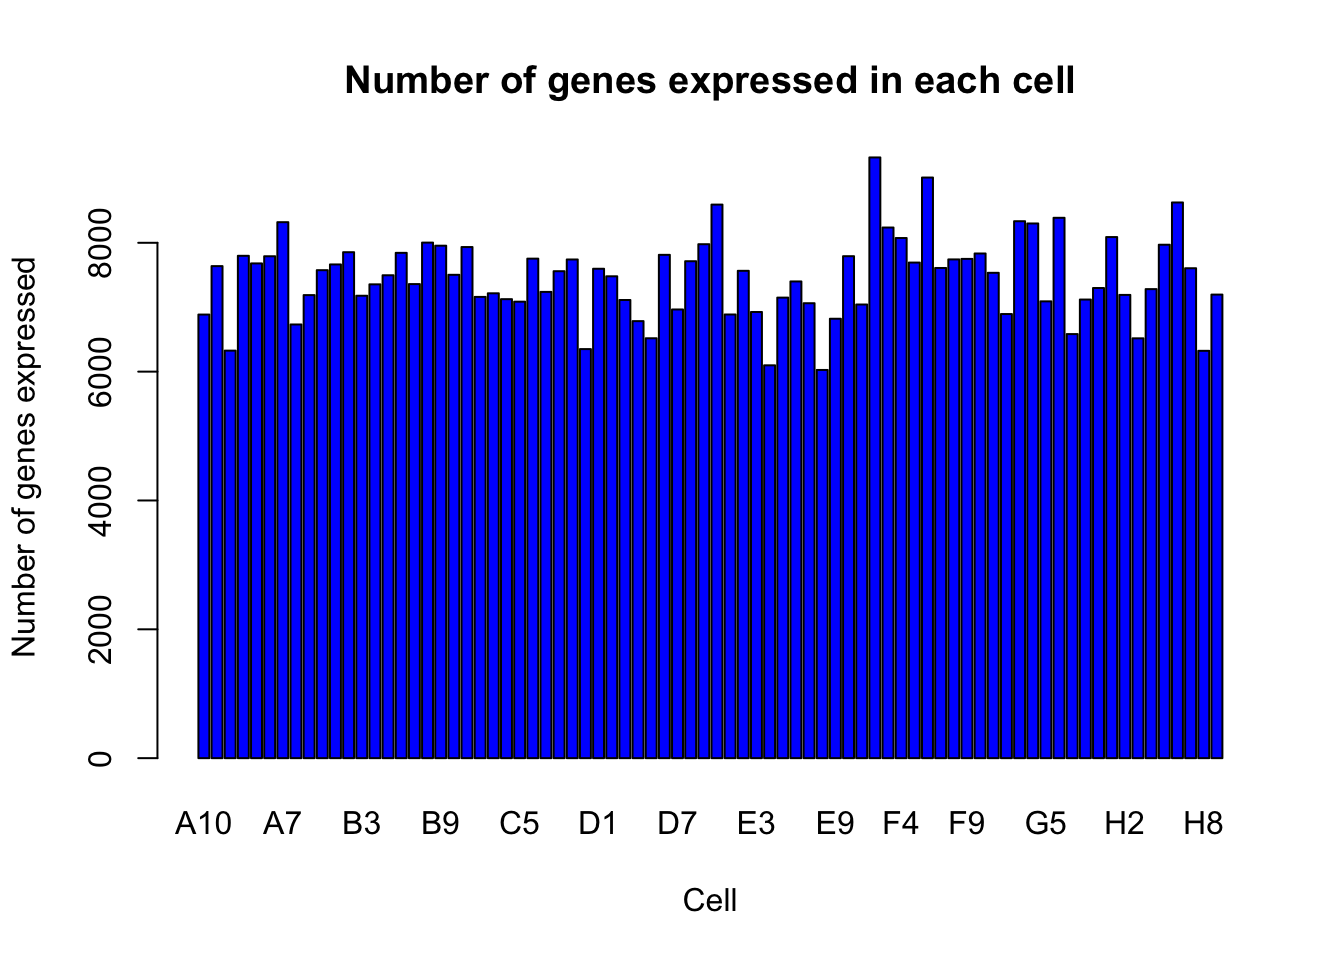 Number of genes expressed in each cell
Number of genes expressed
8000
6000
4000
2000
0
A10 A7 B3 B9 C5 D1 D7 E3 E9 F4 F9 G5 H2 H8
Cell